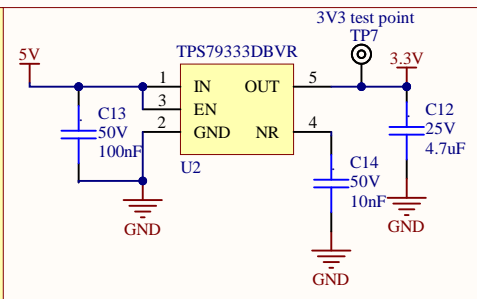 3V3 test point
TP7
5V
TPS79333DBVR
3.3V
1 IN OUT 5
3 EN
2 GND NR 4
U2
C13
50V
100nF
C12
25V
4.7uF
C14
50V
10nF
GND
GND
GND